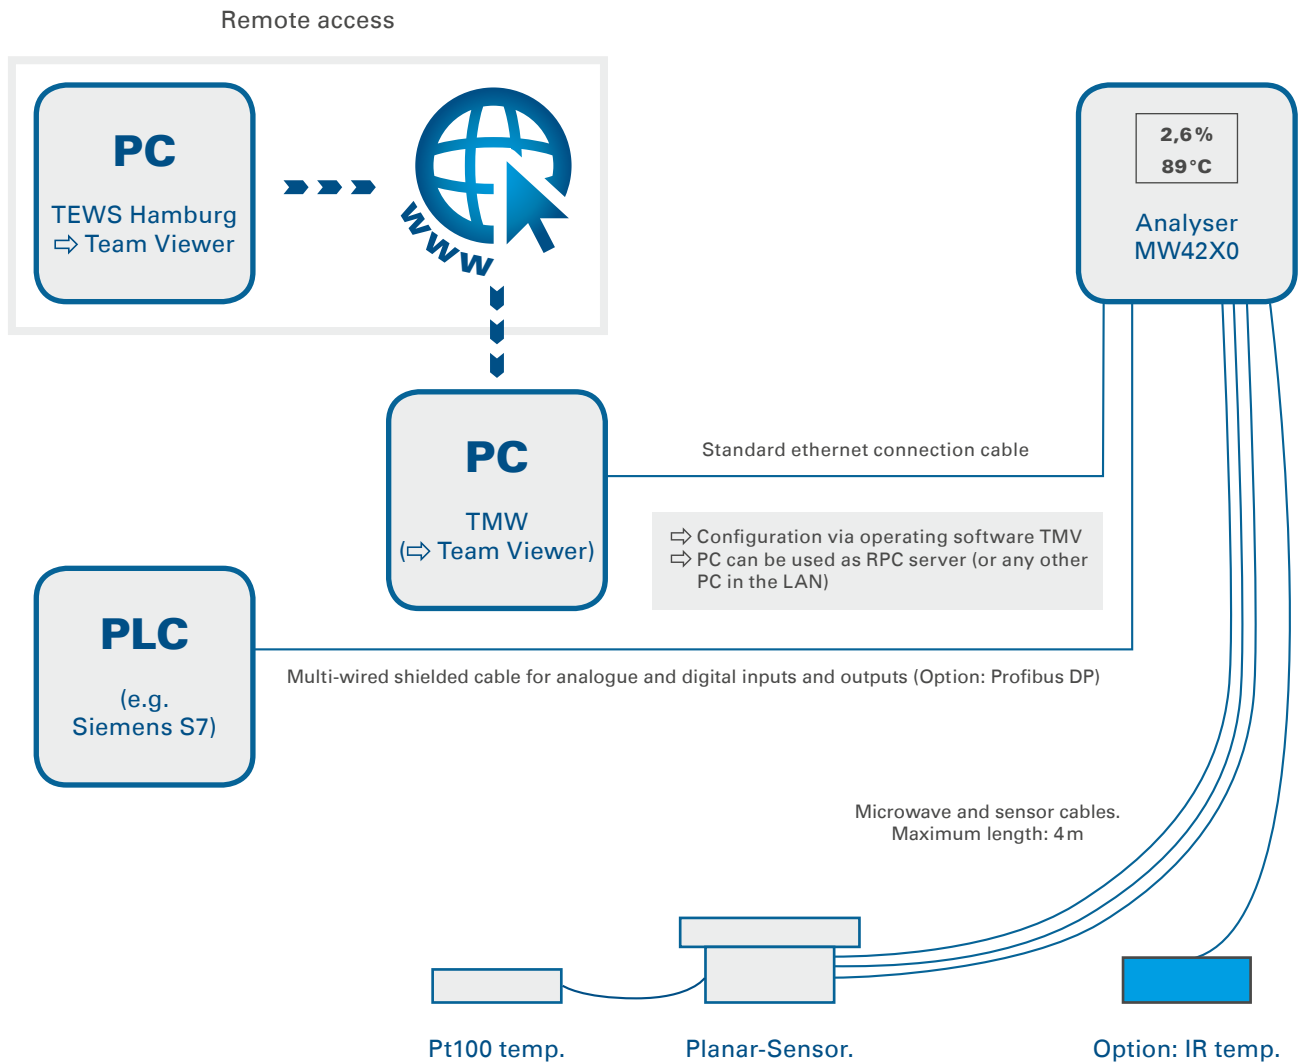 Remote access
PC
TEWS Hamburg
⇨ Team Viewer
www
2,6 %
89 °C
Analyser
MW42X0
PC
TMW
(⇨ Team Viewer)
Standard ethernet connection cable
⇨ Configuration via operating software TMV
⇨ PC can be used as RPC server (or any other
PC in the LAN)
PLC
(e.g.
Siemens S7)
Multi-wired shielded cable for analogue and digital inputs and outputs (Option: Profibus DP)
Microwave and sensor cables.
Maximum length: 4 m
Pt100 temp.
Planar-Sensor.
Option: IR temp.